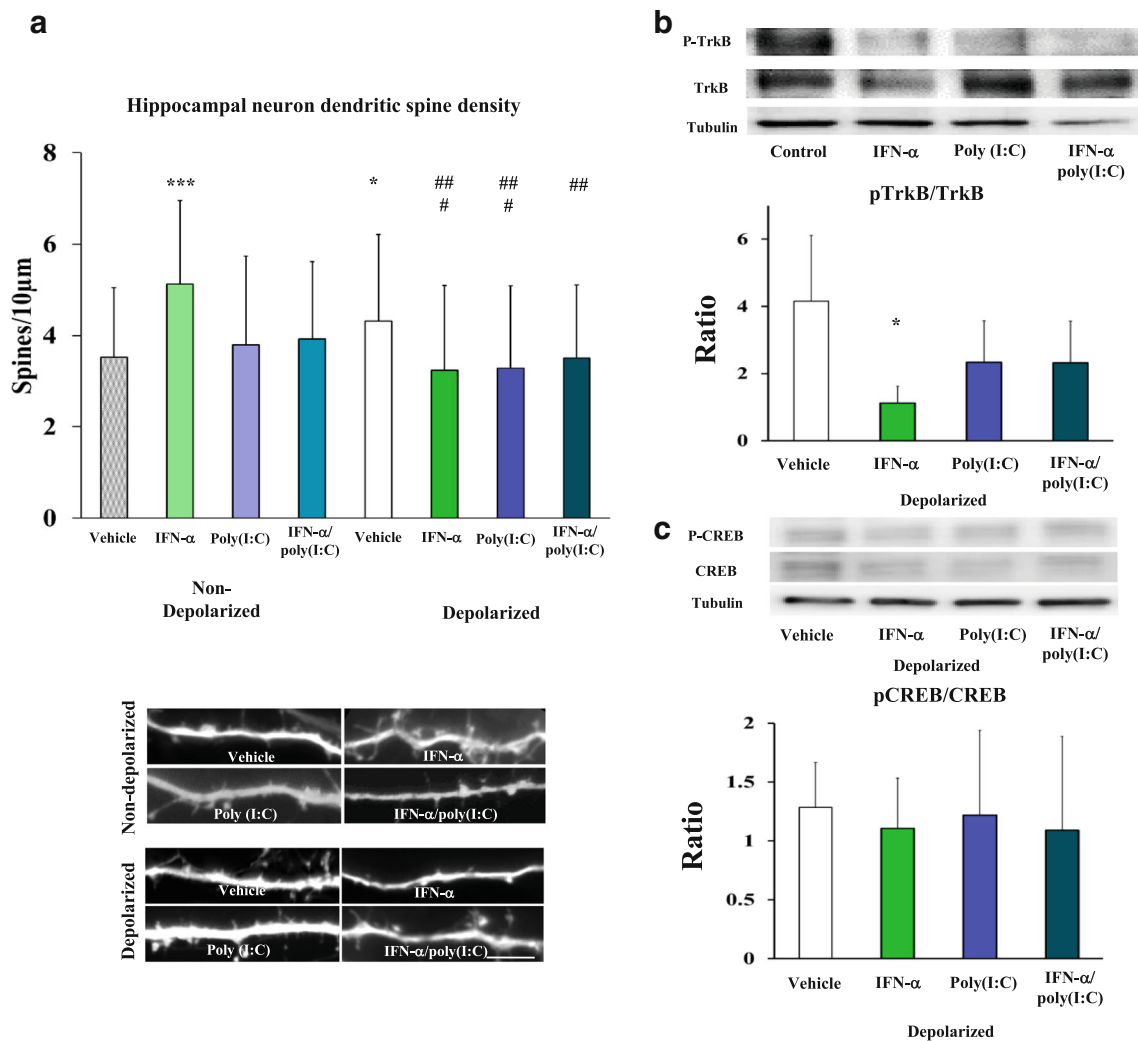 a
Hippocampal neuron dendritic spine density
***
*
## ## ##
# #
8
6
4
2
0
Spines/10µm
Vehicle IFN-α Poly(I:C) IFN-α/ Vehicle IFN-α Poly(I:C) IFN-α/
poly(I:C) poly(I:C)
Non-
Depolarized
Depolarized
Non-depolarized
Vehicle IFN-α
Poly (I:C) IFN-α/poly(I:C)
Depolarized
Vehicle IFN-α
Poly (I:C) IFN-α/poly(I:C)
b
P-TrkB
TrkB
Tubulin
Control IFN-α Poly (I:C) IFN-α
poly(I:C)
pTrkB/TrkB
6
4
2
0
Ratio
*
Vehicle IFN-α Poly(I:C) IFN-α/
poly(I:C)
Depolarized
c
P-CREB
CREB
Tubulin
Vehicle IFN-α Poly(I:C) IFN-α/
poly(I:C)
Depolarized
pCREB/CREB
2
1.5
1
0.5
0
Ratio
Vehicle IFN-α Poly(I:C) IFN-α/
poly(I:C)
Depolarized